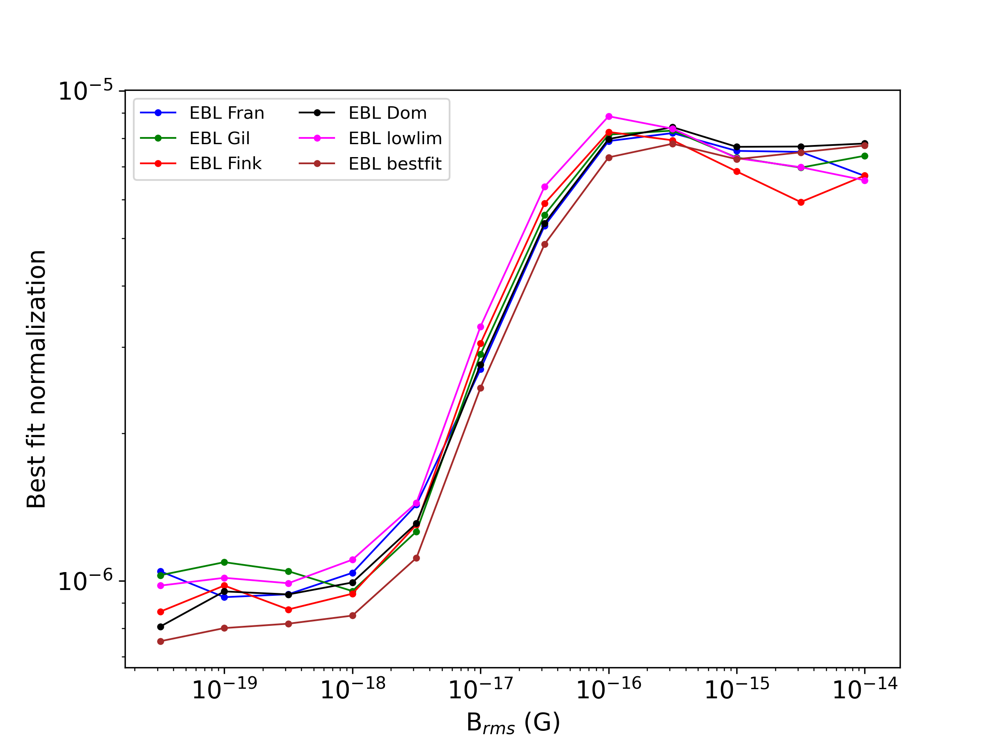 10⁻⁵
EBL Fran
EBL Gil
EBL Fink
EBL Dom
EBL lowlim
EBL bestfit
Best fit normalization
10⁻⁶
10⁻¹⁹ 10⁻¹⁸ 10⁻¹⁷ 10⁻¹⁶ 10⁻¹⁵ 10⁻¹⁴
B_rms (G)